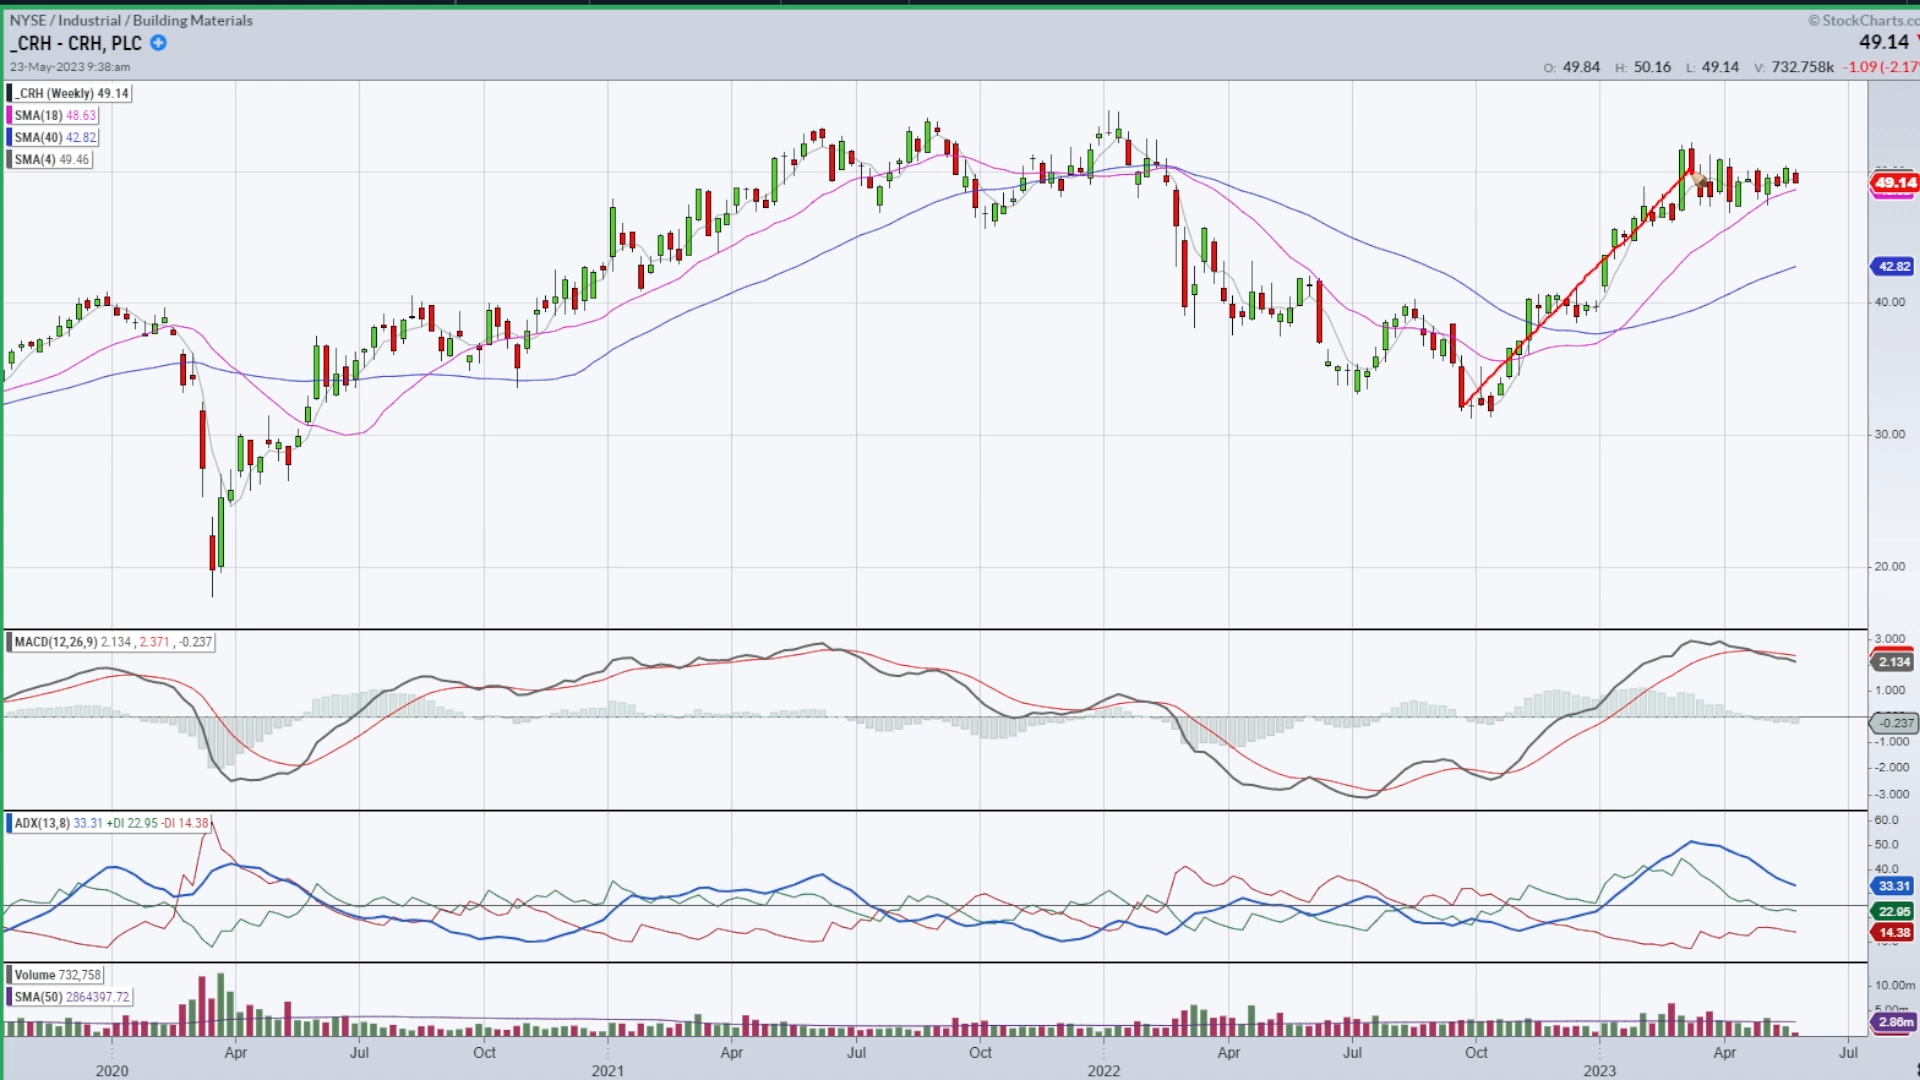 NYSE / Industrial / Building Materials
© StockCharts.co
_CRH - CRH, PLC
49.14
23-May-2023 9:38:am
O: 49.84 H: 50.16 L: 49.14 V: 732.758k -1.09 (-2.17
_CRH (Weekly) 49.14
SMA(18) 48.63
SMA(40) 42.82
SMA(4) 49.46
49.14
42.82
40.00
30.00
20.00
MACD(12,26,9) 2.134 , 2.371 , -0.237
3.000
2.134
1.000
-0.237
-1.000
-2.000
-3.000
ADX(13,8) 33.31 +DI 22.95 -DI 14.38
60.0
50.0
40.0
33.31
22.95
14.38
Volume 732,758
SMA(50) 2864397.72
10.00m
2.86m
Apr Jul Oct Apr Jul Oct Apr Jul Oct Apr Jul
2020 2021 2022 2023